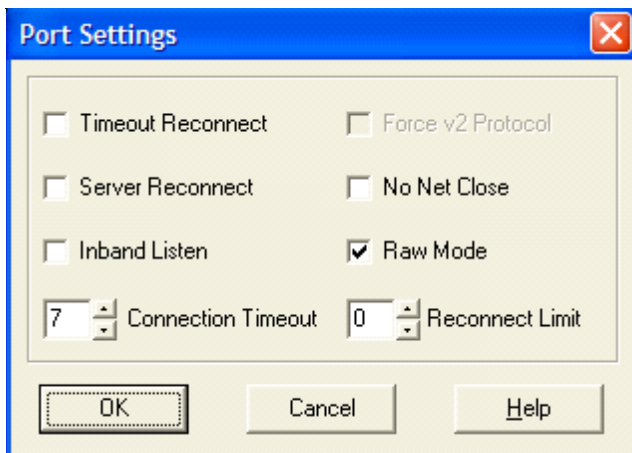 Port Settings
Timeout Reconnect
Force v2 Protocol
Server Reconnect
No Net Close
Inband Listen
Raw Mode
7 Connection Timeout
0 Reconnect Limit
OK
Cancel
Help